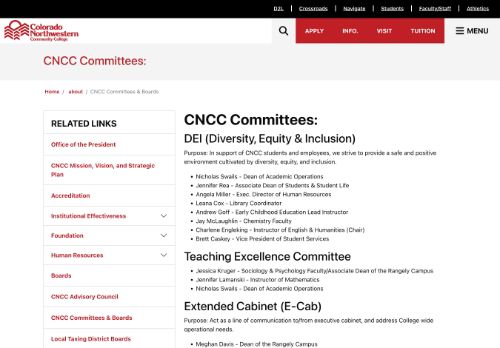 D2L Crossroads Navigate Students Faculty/Staff Athletics
Colorado
Northwestern
Community College
APPLY INFO. VISIT TUITION MENU
CNCC Committees:
Home / about / CNCC Committees & Boards
RELATED LINKS
Office of the President
CNCC Mission, Vision, and Strategic
Plan
Accreditation
Institutional Effectiveness
Foundation
Human Resources
Boards
CNCC Advisory Council
CNCC Committees & Boards
Local Taxing District Boards
CNCC Committees:
DEI (Diversity, Equity & Inclusion)
Purpose: In support of CNCC students and employees, we strive to provide a safe and positive
environment cultivated by diversity, equity, and inclusion.
• Nicholas Swails - Dean of Academic Operations
• Jennifer Rea - Associate Dean of Students & Student Life
• Angela Miller - Exec. Director of Human Resources
• Leana Cox - Library Coordinator
• Andrew Goff - Early Childhood Education Lead Instructor
• Jay McLaughlin - Chemistry Faculty
• Charlene Engleking - Instructor of English & Humanities (Chair)
• Brett Caskey - Vice President of Student Services
Teaching Excellence Committee
• Jessica Kruger - Sociology & Psychology Faculty/Associate Dean of the Rangely Campus
• Jennifer Lamanski - Instructor of Mathematics
• Nicholas Swails - Dean of Academic Operations
Extended Cabinet (E-Cab)
Purpose: Act as a line of communication to/from executive cabinet, and address College wide
operational needs.
• Meghan Davis - Dean of the Rangely Campus